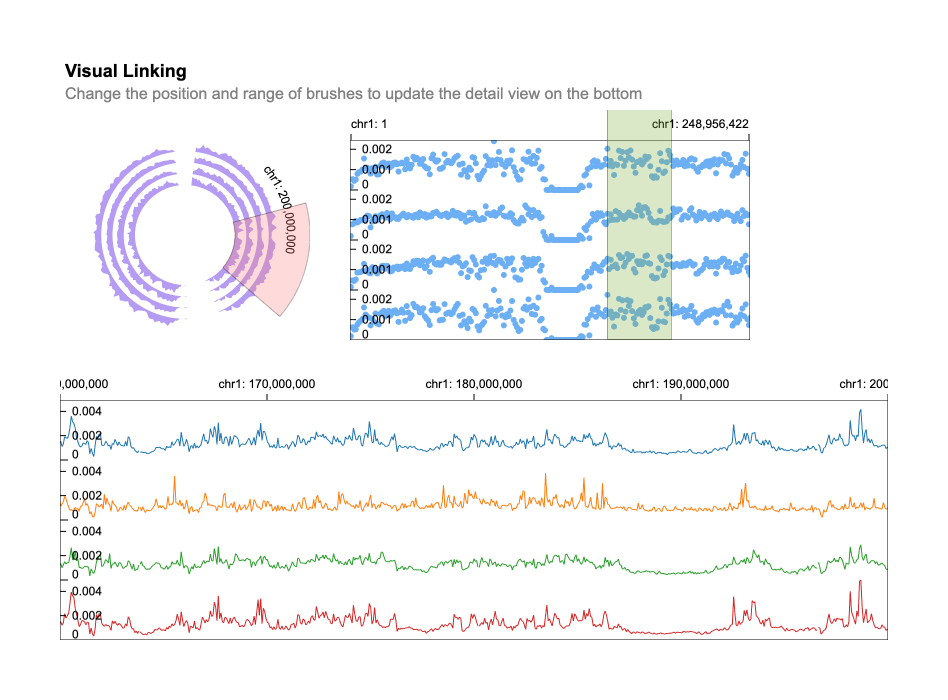 Visual Linking
Change the position and range of brushes to update the detail view on the bottom
chr1: 1
chr1: 248,956,422
chr1: 200,000,000
0.002
0.001
0
0.002
0.001
0
0.002
0.001
0
0.002
0.001
0
),000,000
chr1: 170,000,000
chr1: 180,000,000
chr1: 190,000,000
chr1: 200
0.004
0.002
0
0.004
0.002
0
0.004
0.002
0
0.004
0.002
0